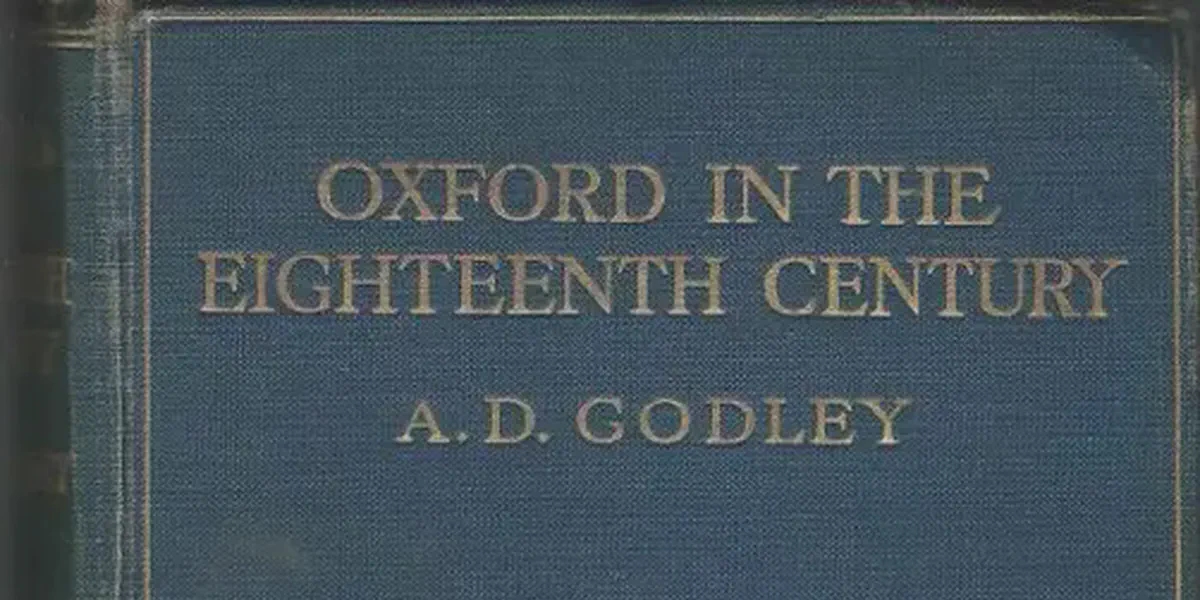 OXFORD IN THE
EIGHTEENTH CENTURY
A. D. GODLEY